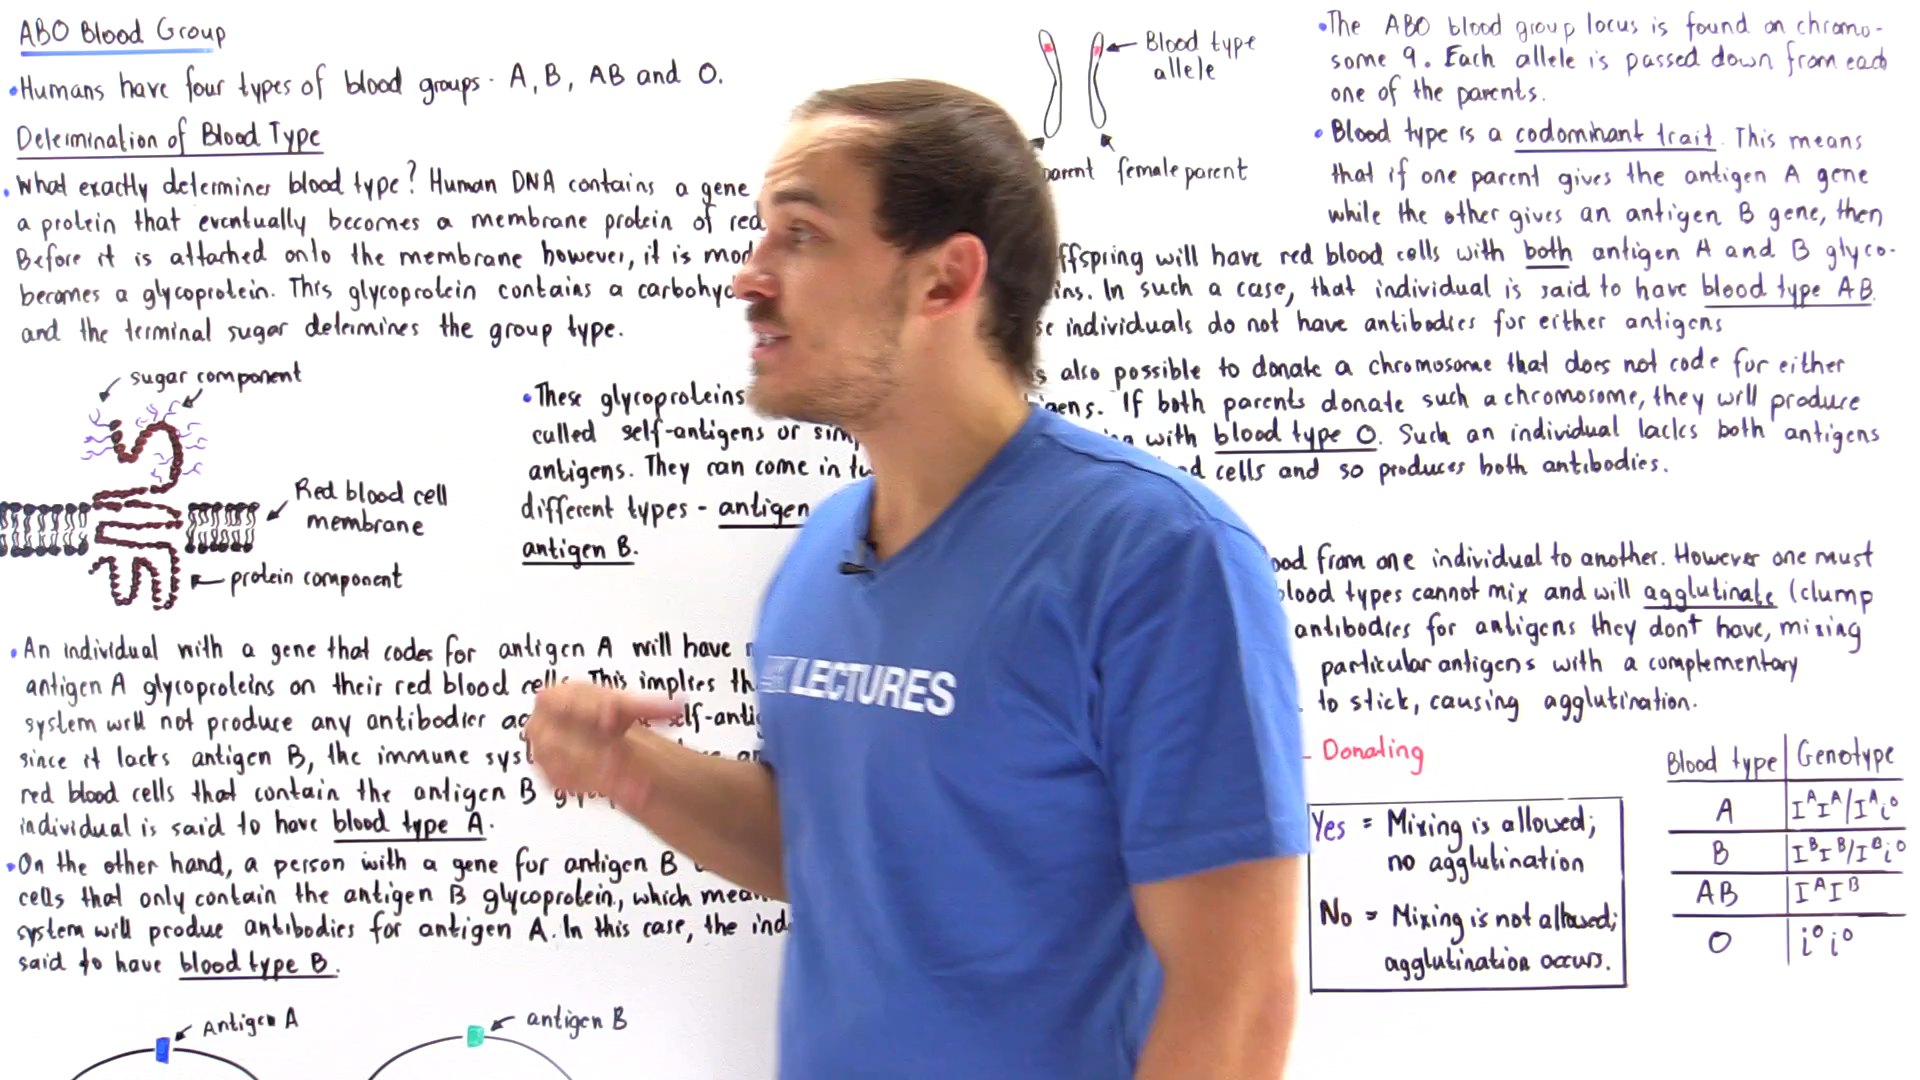 ABO Blood Group
•Humans have four types of blood groups - A, B, AB and O.
Determination of Blood Type
•What exactly determines blood type? Human DNA contains a gene
a protein that eventually becomes a membrane protein of red
Before it is attached onto the membrane however, it is
becomes a glycoprotein. This glycoprotein contains a
and the terminal sugar determines the group type.
sugar component
Red blood cell
membrane
protein component
•These glycoproteins
called self-antigens or
antigens. They can come in
different types - antigen
antigen B.
•An individual with a gene that codes for antigen A will have
antigen A glycoproteins on their red blood cells. This implies
system will not produce any antibodies
since it lacks antigen B, the immune
red blood cells that contain the antigen B
individual is said to have blood type A.
•On the other hand, a person with a gene for antigen B
cells that only contain the antigen B glycoprotein, which
system will produce antibodies for antigen A. In this case, the
said to have blood type B.
Antigen A
antigen B
Blood type
allele
parent female parent
LECTURES
•The ABO blood group locus is found on chromo-
some 9. Each allele is passed down from each
one of the parents.
•Blood type is a codominant trait. This means
that if one parent gives the antigen A gene
while the other gives an antigen B gene, then
offspring will have red blood cells with both antigen A and B glyco-
In such a case, that individual is said to have blood type AB.
individuals do not have antibodies for either antigens
also possible to donate a chromosome that does not code for either
If both parents donate such a chromosome, they will produce
with blood type O. Such an individual lacks both antigens
cells and so produces both antibodies.
from one individual to another. However one must
blood types cannot mix and will agglutinate (clump
antibodies for antigens they don't have, mixing
particular antigens with a complementary
to stick, causing agglutination.
- Donating
Yes = Mixing is allowed;
no agglutination
No = Mixing is not allowed;
agglutination occurs.
Blood type Genotype
A IᴬIᴬ/Iᴬi⁰
B IᴮIᴮ/Iᴮi⁰
AB IᴬIᴮ
O i⁰i⁰